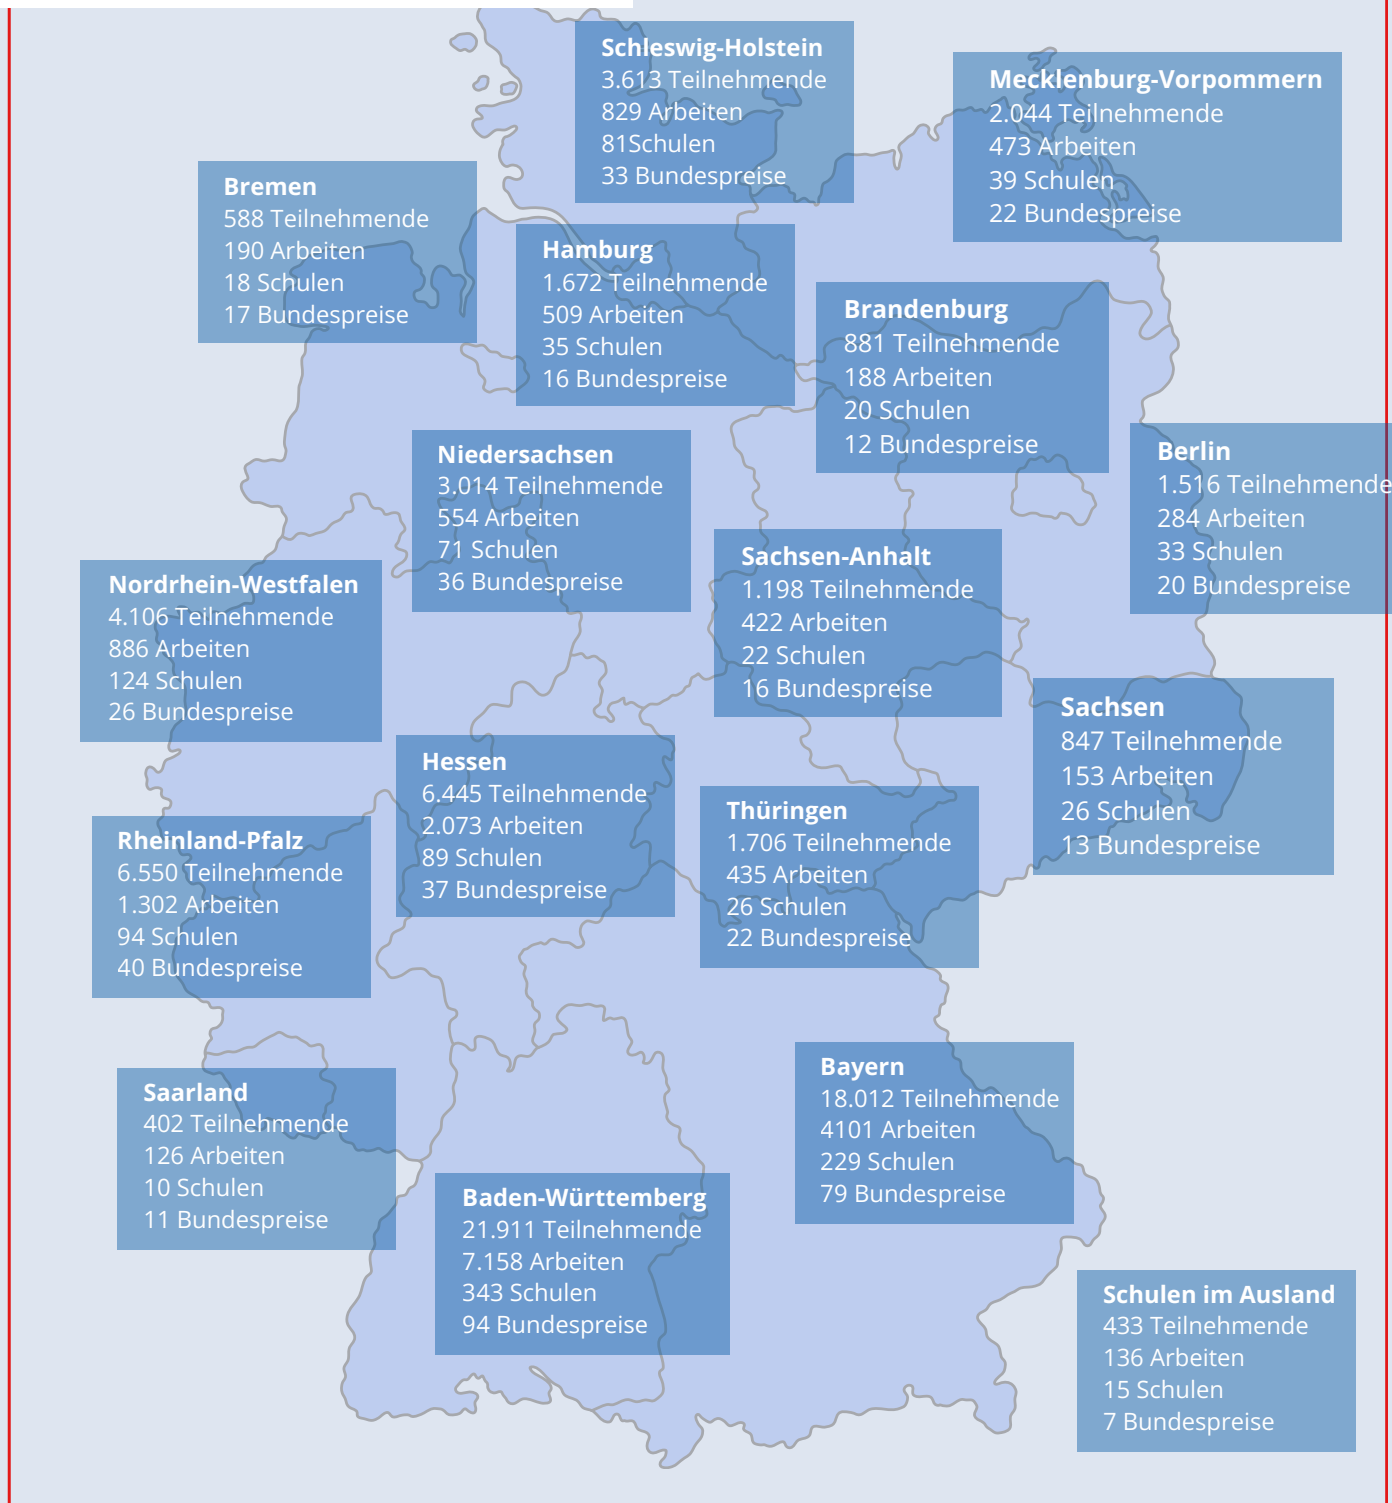 Schleswig-Holstein
3.613 Teilnehmende
829 Arbeiten
81Schulen
33 Bundespreise
Mecklenburg-Vorpommern
2.044 Teilnehmende
473 Arbeiten
39 Schulen
22 Bundespreise
Bremen
588 Teilnehmende
190 Arbeiten
18 Schulen
17 Bundespreise
Hamburg
1.672 Teilnehmende
509 Arbeiten
35 Schulen
16 Bundespreise
Brandenburg
881 Teilnehmende
188 Arbeiten
20 Schulen
12 Bundespreise
Niedersachsen
3.014 Teilnehmende
554 Arbeiten
71 Schulen
36 Bundespreise
Berlin
1.516 Teilnehmende
284 Arbeiten
33 Schulen
20 Bundespreise
Sachsen-Anhalt
1.198 Teilnehmende
422 Arbeiten
22 Schulen
16 Bundespreise
Nordrhein-Westfalen
4.106 Teilnehmende
886 Arbeiten
124 Schulen
26 Bundespreise
Sachsen
847 Teilnehmende
153 Arbeiten
26 Schulen
13 Bundespreise
Hessen
6.445 Teilnehmende
2.073 Arbeiten
89 Schulen
37 Bundespreise
Thüringen
1.706 Teilnehmende
435 Arbeiten
26 Schulen
22 Bundespreise
Rheinland-Pfalz
6.550 Teilnehmende
1.302 Arbeiten
94 Schulen
40 Bundespreise
Bayern
18.012 Teilnehmende
4101 Arbeiten
229 Schulen
79 Bundespreise
Saarland
402 Teilnehmende
126 Arbeiten
10 Schulen
11 Bundespreise
Baden-Württemberg
21.911 Teilnehmende
7.158 Arbeiten
343 Schulen
94 Bundespreise
Schulen im Ausland
433 Teilnehmende
136 Arbeiten
15 Schulen
7 Bundespreise